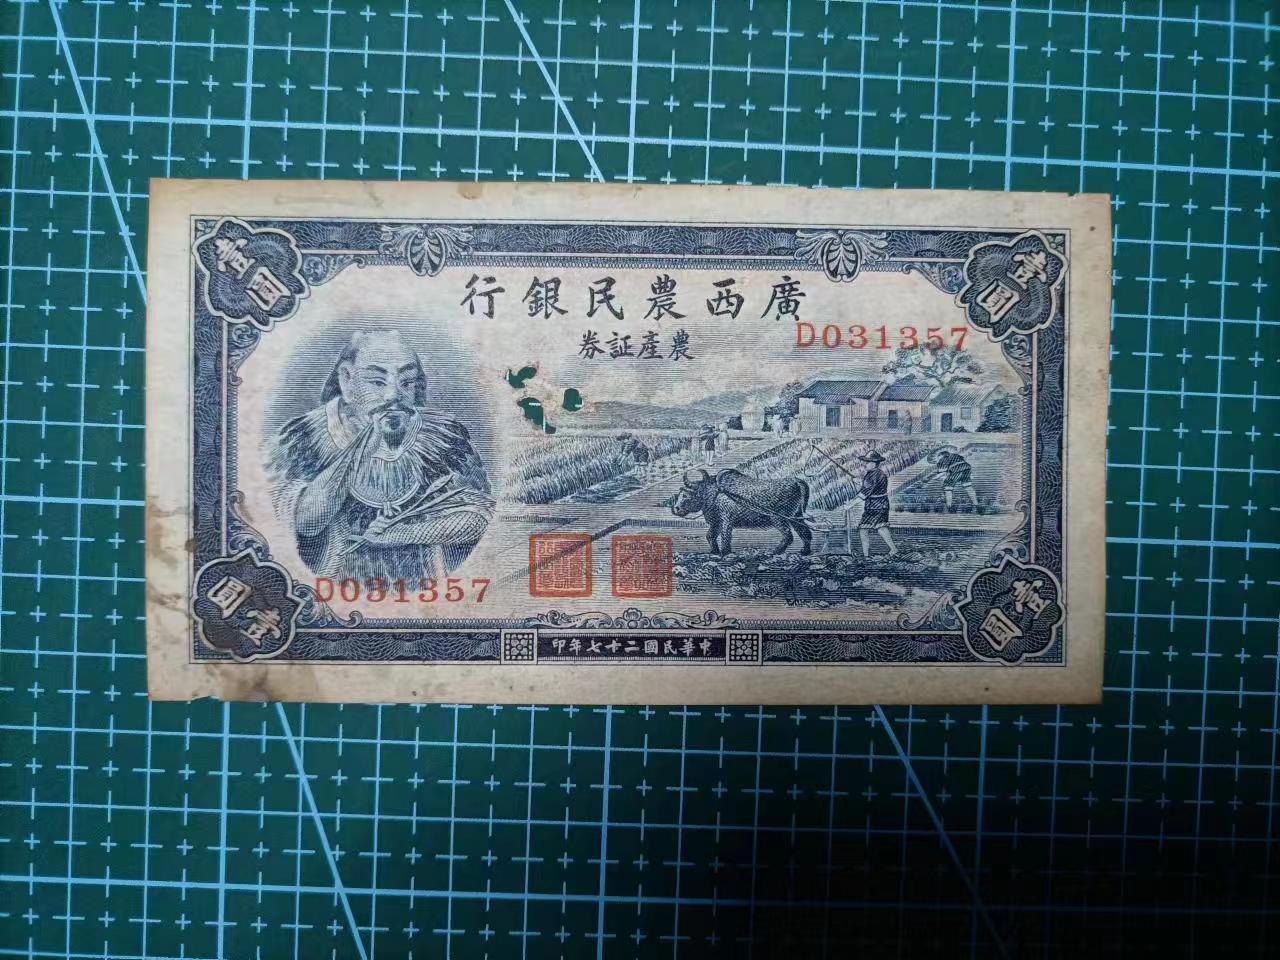 廣西農民銀行
農產証券
D031357
D031357
壹圓
壹圓
壹圓
壹圓
中華民國二十七年印